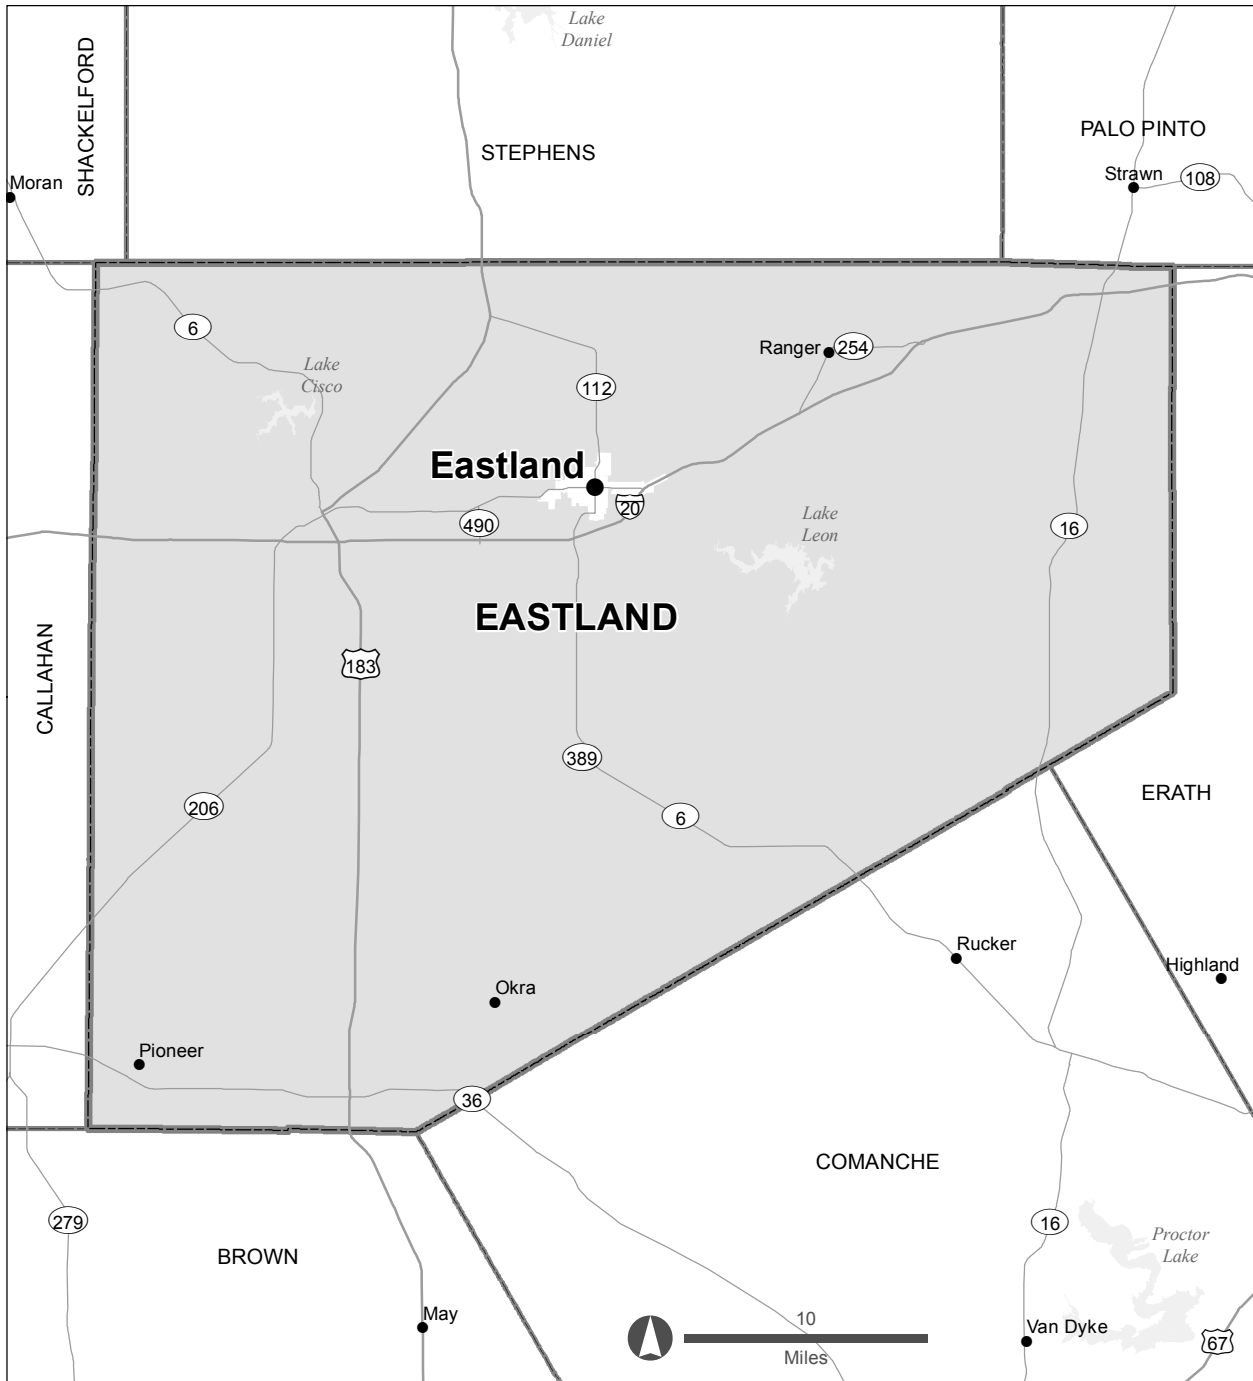 Lake
Daniel
SHACKELFORD
PALO PINTO
STEPHENS
Moran
Strawn
108
6
Ranger
254
Lake
Cisco
112
Eastland
20
490
Lake
Leon
16
EASTLAND
CALLAHAN
183
389
ERATH
206
6
Rucker
Highland
Okra
Pioneer
36
COMANCHE
279
16
BROWN
Proctor
Lake
May
10
Miles
Van Dyke
67